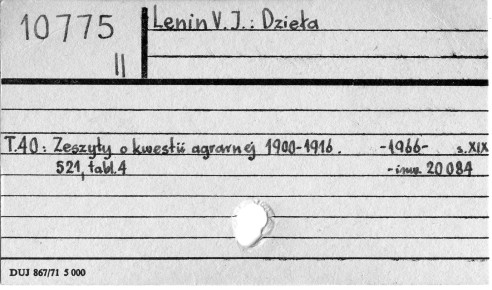 10775
II
Lenin V. J.: Dzieła
T.40: Zeszyty o kwestii agrarnej 1900-1916. -1966- s.XIX
521, tabl.4 -inw. 20084
DUJ 867/71 5 000